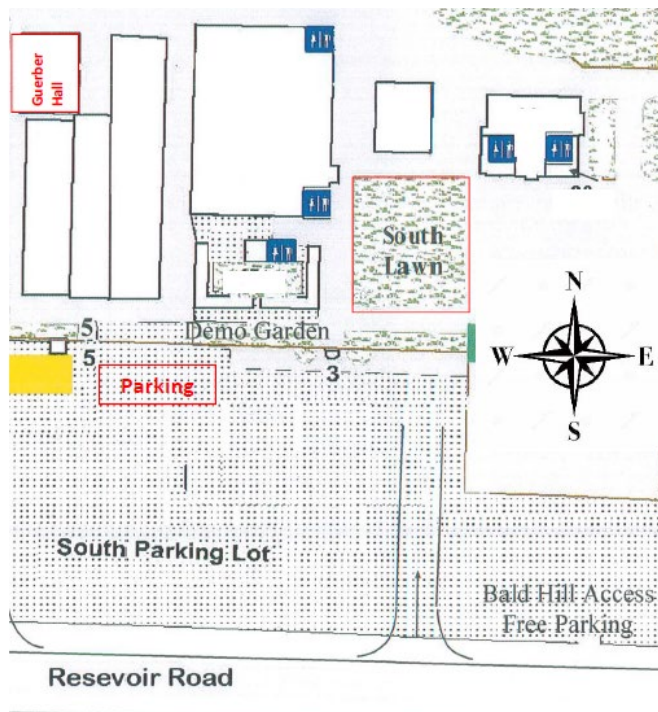 Guerber
Hall
South
Lawn
N
W
E
S
Demo Garden
5
5
3
Parking
South Parking Lot
Bald Hill Access
Free Parking
Resevoir Road